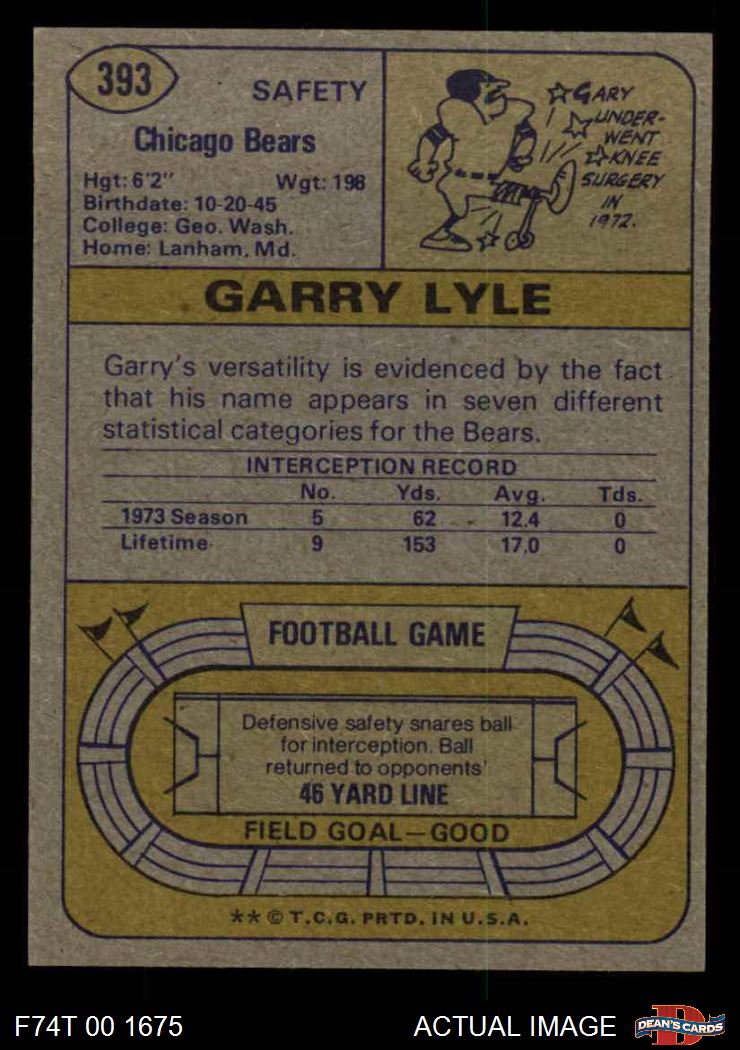 393
SAFETY
Chicago Bears
Hgt: 6'2" Wgt: 198
Birthdate: 10-20-45
College: Geo. Wash.
Home: Lanham, Md.
GARY
UNDER-
WENT
KNEE
SURGERY
IN
1972.
GARRY LYLE
Garry's versatility is evidenced by the fact
that his name appears in seven different
statistical categories for the Bears.
INTERCEPTION RECORD
No. Yds. Avg. Tds.
1973 Season 5 62 12.4 0
Lifetime 9 153 17.0 0
FOOTBALL GAME
Defensive safety snares ball
for interception. Ball
returned to opponents'
46 YARD LINE
FIELD GOAL—GOOD
** © T.C.G. PRTD. IN U.S.A.
F74T 00 1675 ACTUAL IMAGE
D
DEAN'S CARDS